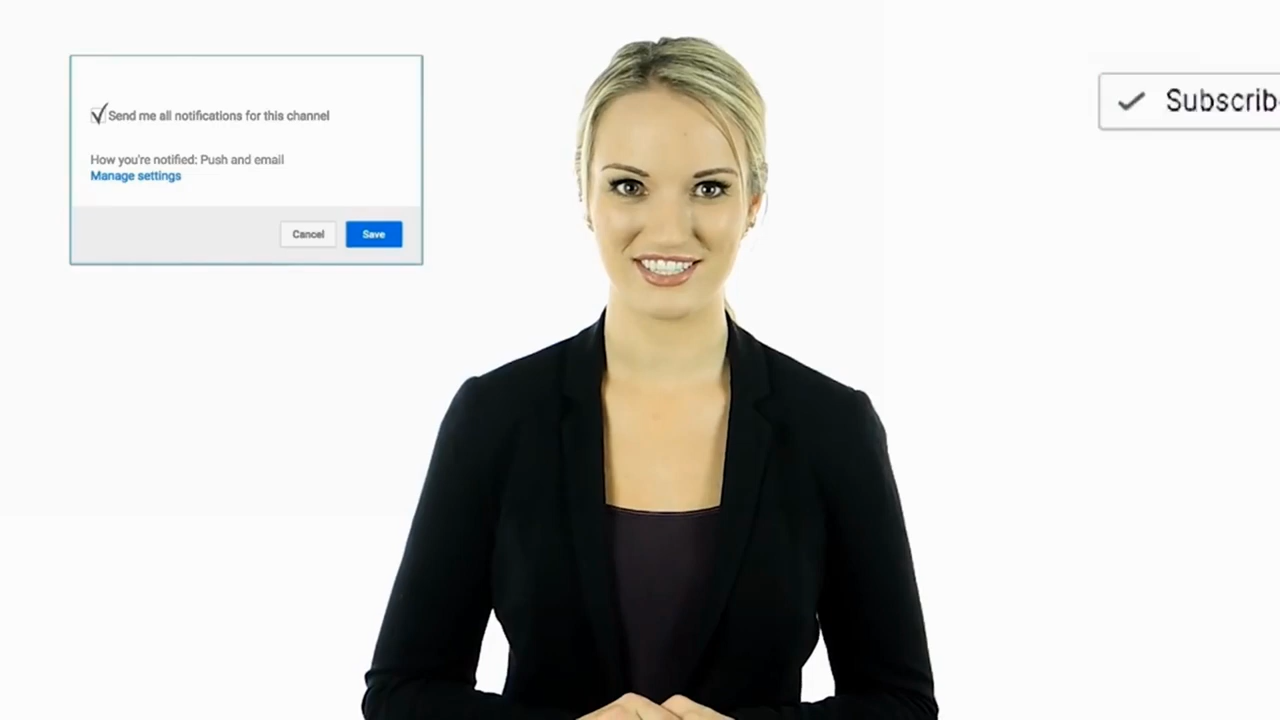 Send me all notifications for this channel
How you're notified: Push and email
Manage settings
Cancel
Save
Subscrib